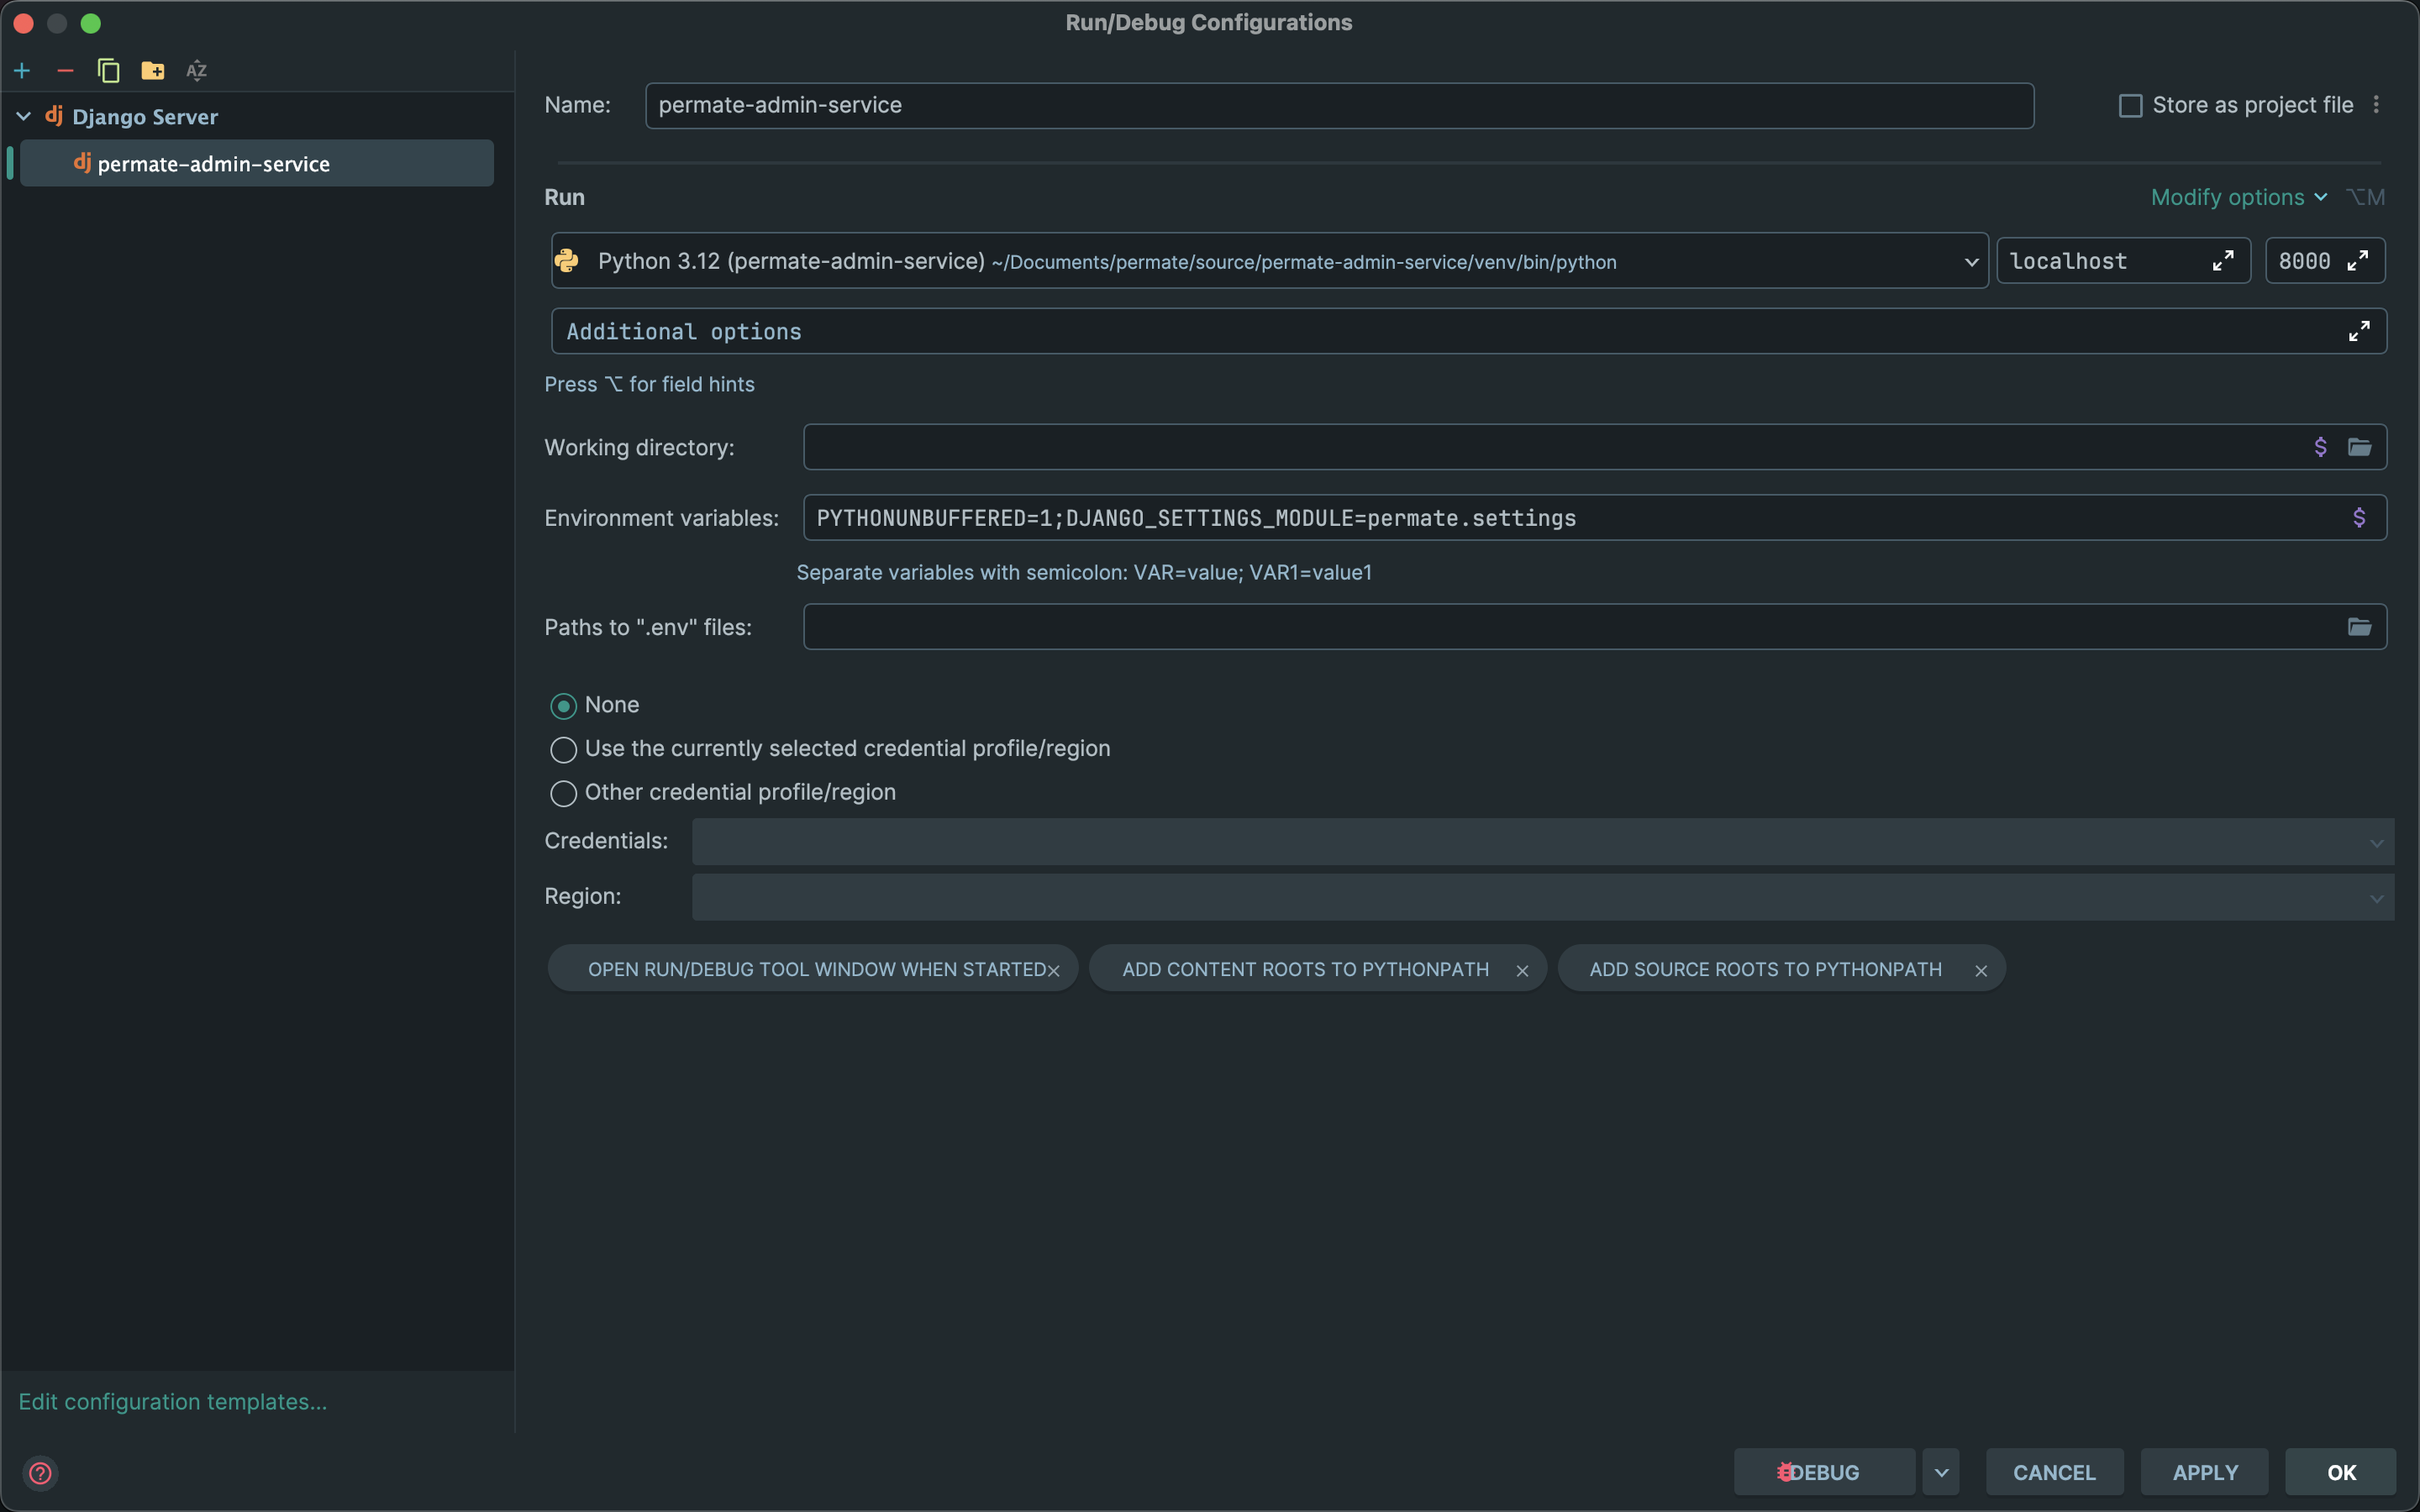 Run/Debug Configurations
AZ
dj Django Server
dj permate-admin-service
Name: permate-admin-service Store as project file
Run Modify options ⌥M
Python 3.12 (permate-admin-service) ~/Documents/permate/source/permate-admin-service/venv/bin/python localhost 8000
Additional options
Press ⌥ for field hints
Working directory: $
Environment variables: PYTHONUNBUFFERED=1;DJANGO_SETTINGS_MODULE=permate.settings $
Separate variables with semicolon: VAR=value; VAR1=value1
Paths to ".env" files:
None
Use the currently selected credential profile/region
Other credential profile/region
Credentials:
Region:
OPEN RUN/DEBUG TOOL WINDOW WHEN STARTED× ADD CONTENT ROOTS TO PYTHONPATH × ADD SOURCE ROOTS TO PYTHONPATH ×
Edit configuration templates...
? DEBUG CANCEL APPLY OK